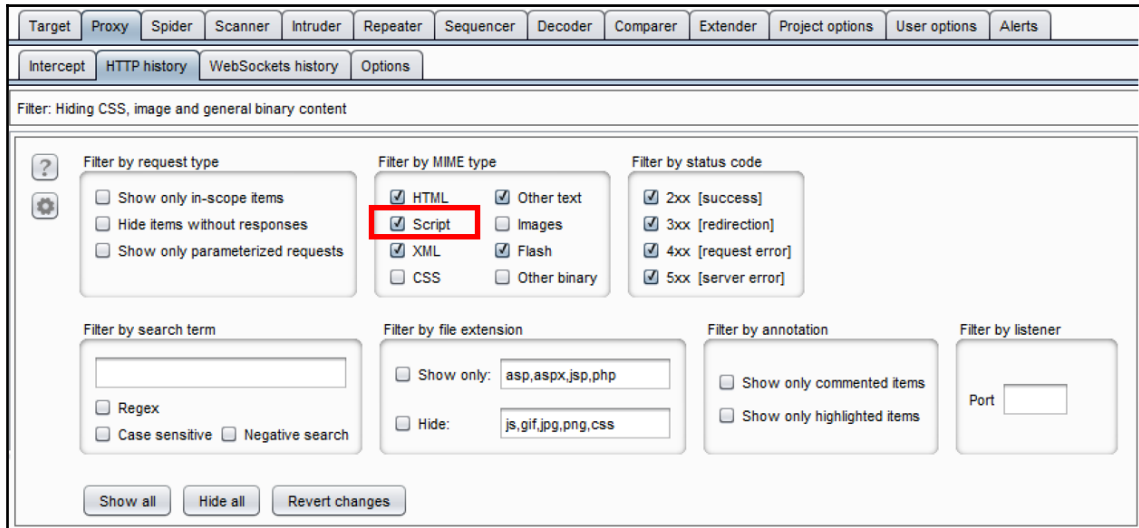 Target Proxy Spider Scanner Intruder Repeater Sequencer Decoder Comparer Extender Project options User options Alerts
Intercept HTTP history WebSockets history Options
Filter: Hiding CSS, image and general binary content
?
Filter by request type
Show only in-scope items
Hide items without responses
Show only parameterized requests
Filter by MIME type
HTML Other text
Script Images
XML Flash
CSS Other binary
Filter by status code
2xx [success]
3xx [redirection]
4xx [request error]
5xx [server error]
Filter by search term
Regex
Case sensitive Negative search
Filter by file extension
Show only: asp,aspx,jsp,php
Hide: js,gif,jpg,png,css
Filter by annotation
Show only commented items
Show only highlighted items
Filter by listener
Port
Show all Hide all Revert changes